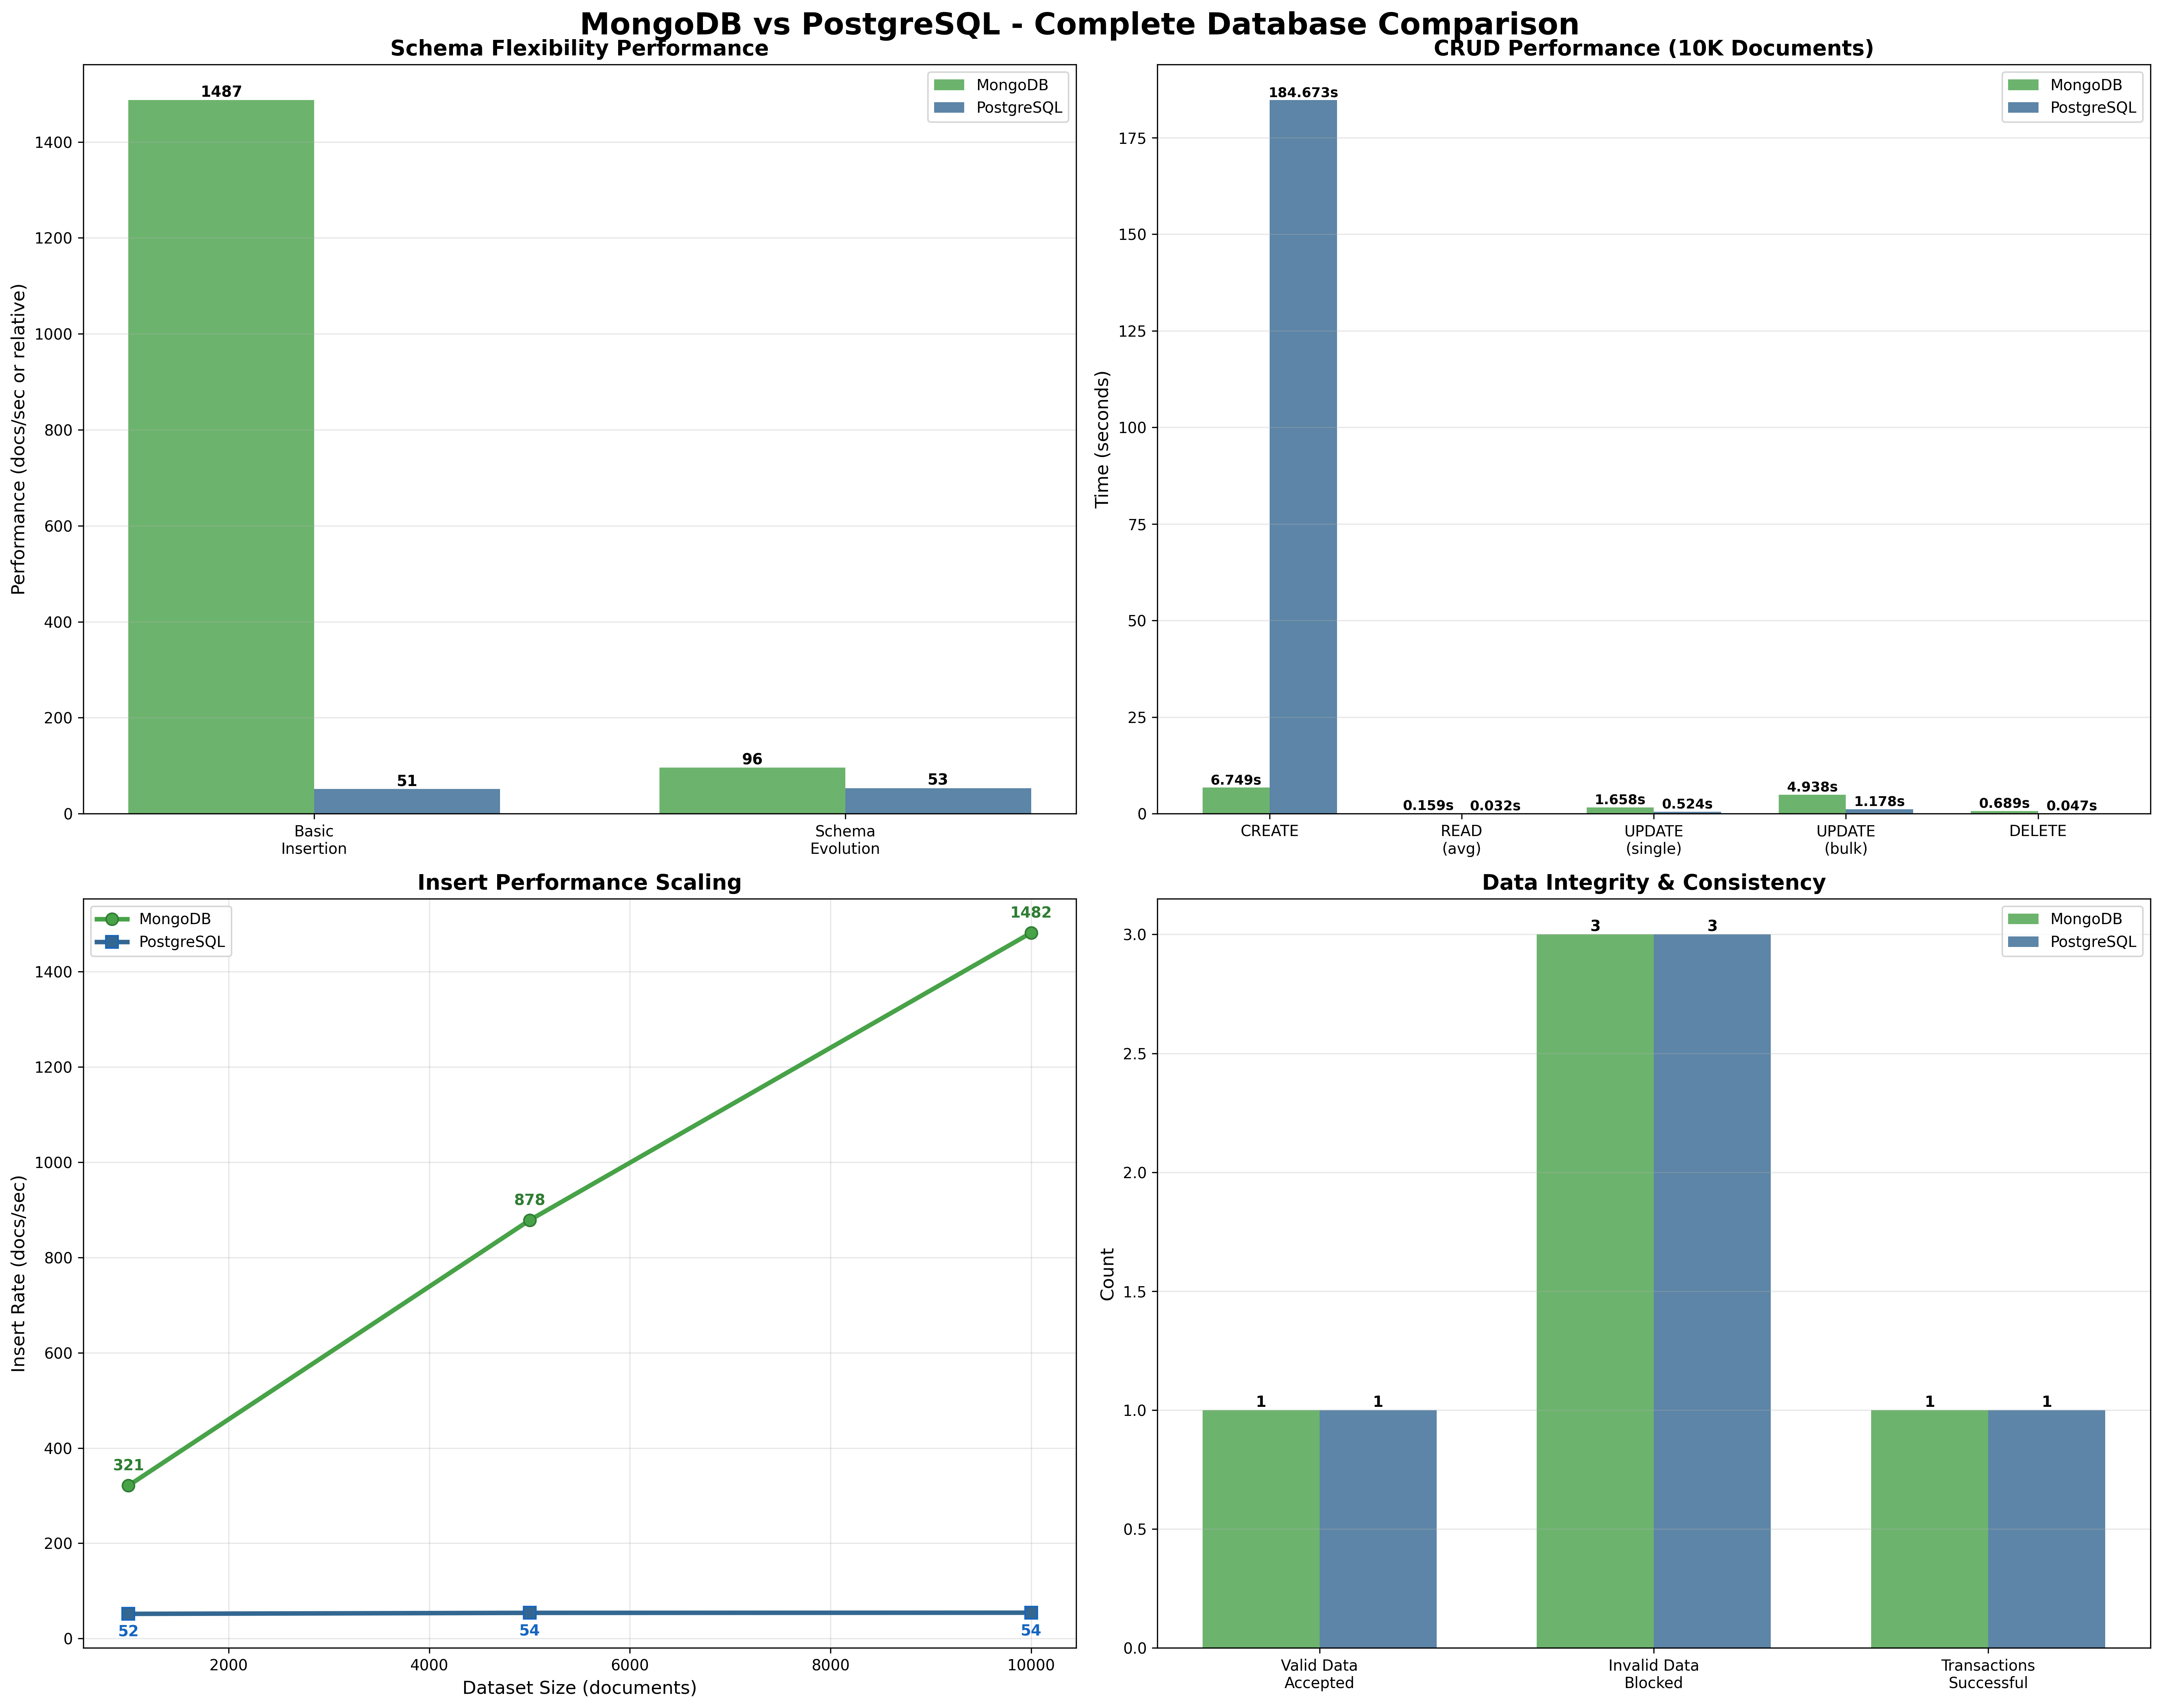 MongoDB vs PostgreSQL - Complete Database Comparison
Schema Flexibility Performance
MongoDB
PostgreSQL
Performance (docs/sec or relative)
1400
1200
1000
800
600
400
200
0
1487
51
96
53
Basic
Insertion
Schema
Evolution
CRUD Performance (10K Documents)
MongoDB
PostgreSQL
Time (seconds)
175
150
125
100
75
50
25
0
6.749s
184.673s
0.159s
0.032s
1.658s
0.524s
4.938s
1.178s
0.689s
0.047s
CREATE
READ
(avg)
UPDATE
(single)
UPDATE
(bulk)
DELETE
Insert Performance Scaling
MongoDB
PostgreSQL
Insert Rate (docs/sec)
1400
1200
1000
800
600
400
200
0
321
878
1482
52
54
54
2000
4000
6000
8000
10000
Dataset Size (documents)
Data Integrity & Consistency
MongoDB
PostgreSQL
Count
3.0
2.5
2.0
1.5
1.0
0.5
0.0
1
1
3
3
1
1
Valid Data
Accepted
Invalid Data
Blocked
Transactions
Successful